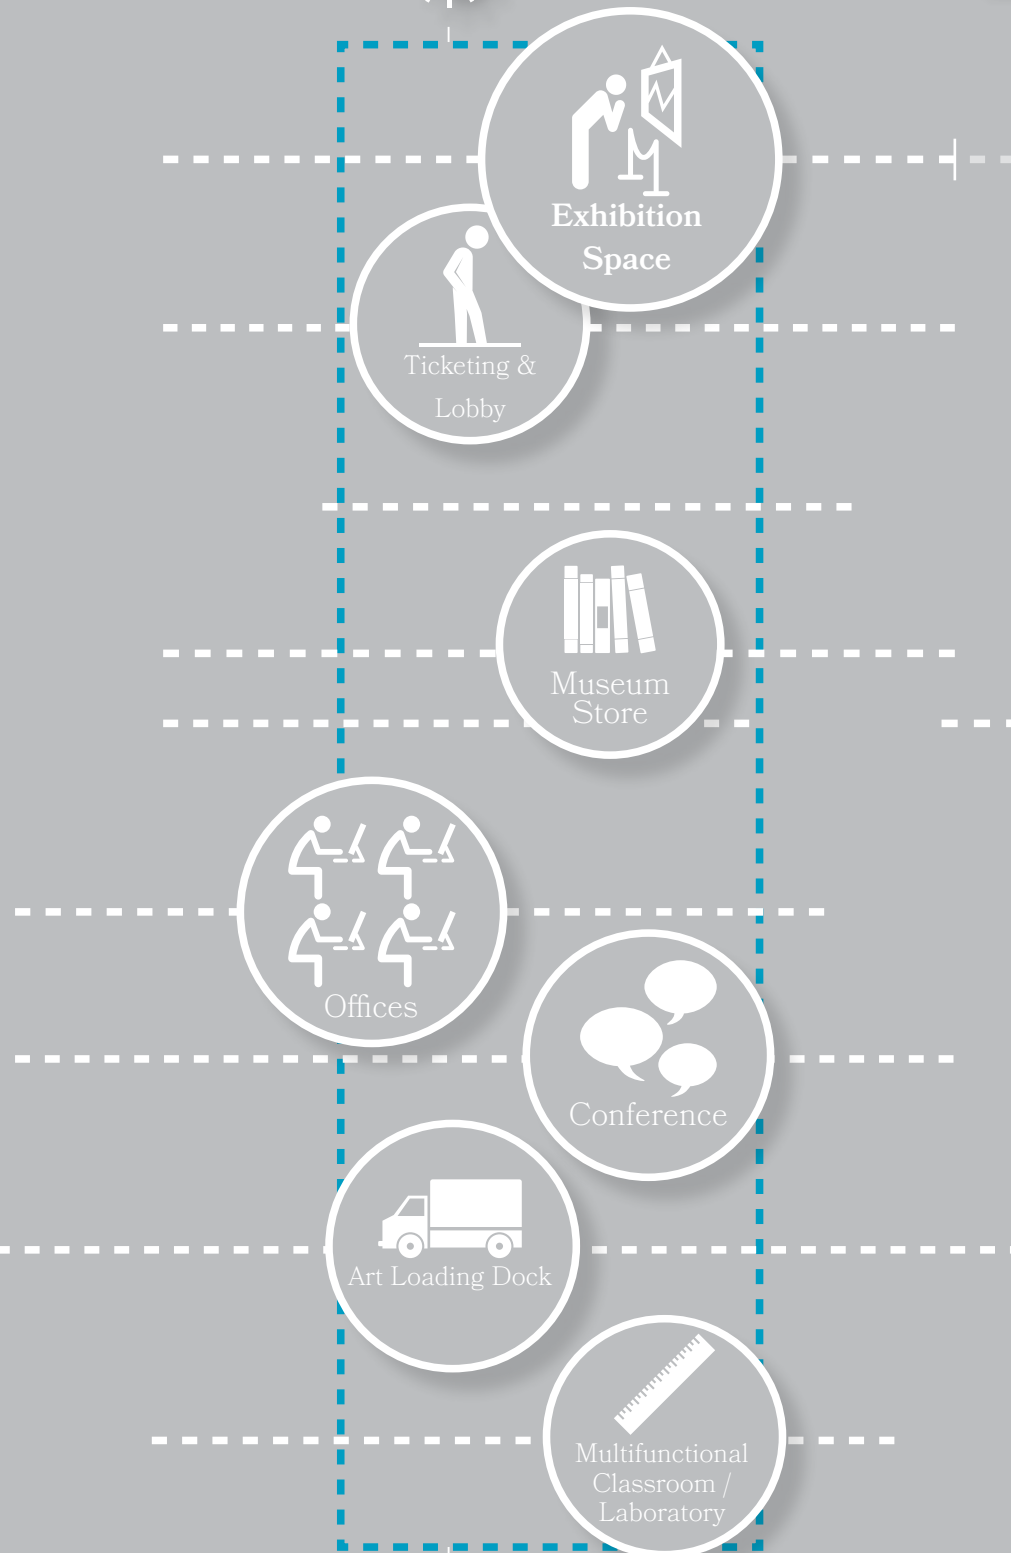 Exhibition
Space
Ticketing &
Lobby
Museum
Store
Offices
Conference
Art Loading Dock
Multifunctional
Classroom /
Laboratory